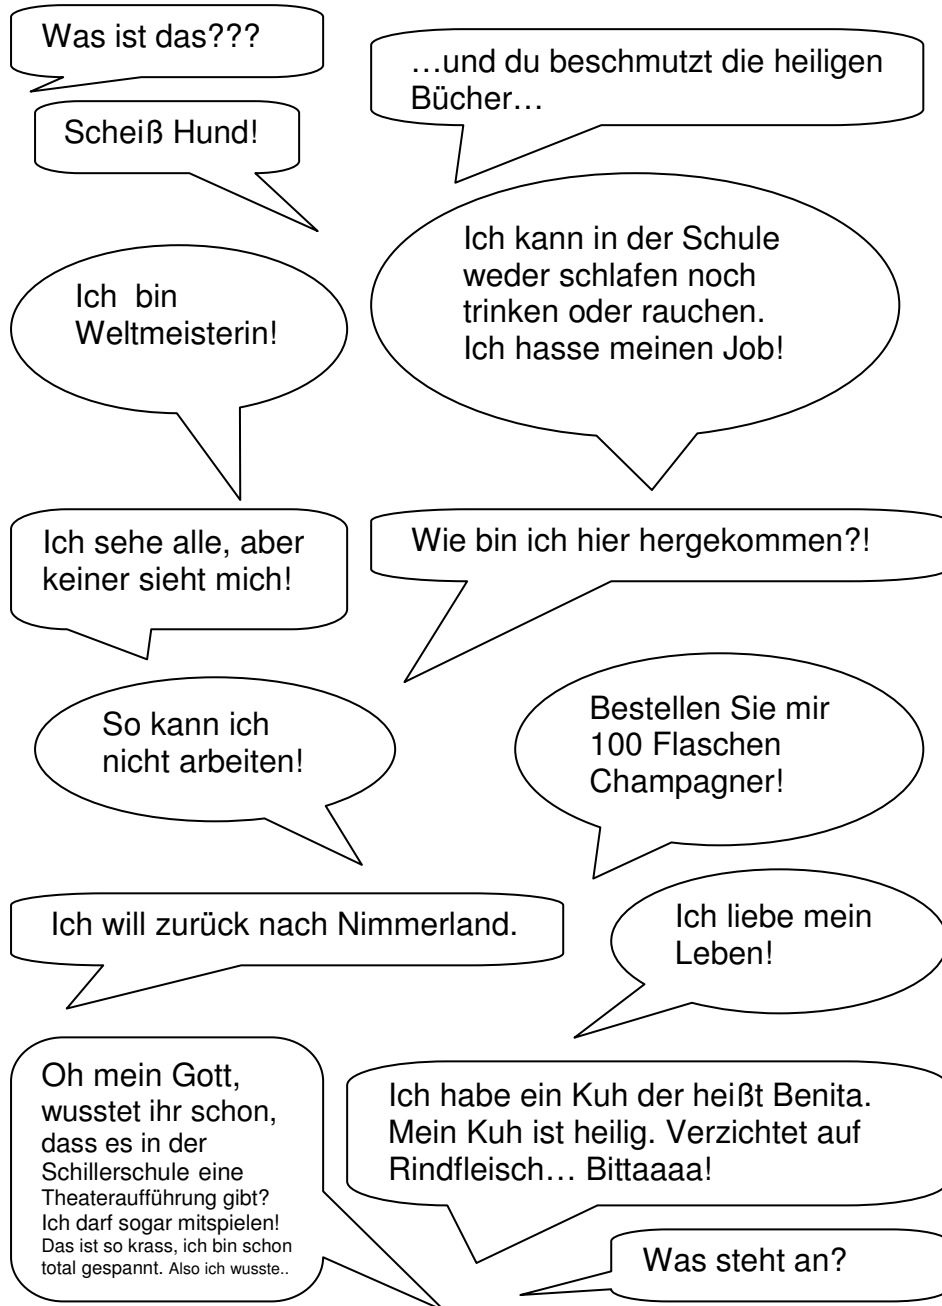 Was ist das???
…und du beschmutzt die heiligen
Bücher…
Scheiß Hund!
Ich kann in der Schule
weder schlafen noch
trinken oder rauchen.
Ich hasse meinen Job!
Ich bin
Weltmeisterin!
Ich sehe alle, aber
keiner sieht mich!
Wie bin ich hier hergekommen?!
So kann ich
nicht arbeiten!
Bestellen Sie mir
100 Flaschen
Champagner!
Ich will zurück nach Nimmerland.
Ich liebe mein
Leben!
Oh mein Gott,
wusstet ihr schon,
dass es in der
Schillerschule eine
Theateraufführung gibt?
Ich darf sogar mitspielen!
Das ist so krass, ich bin schon
total gespannt. Also ich wusste..
Ich habe ein Kuh der heißt Benita.
Mein Kuh ist heilig. Verzichtet auf
Rindfleisch… Bittaaaa!
Was steht an?